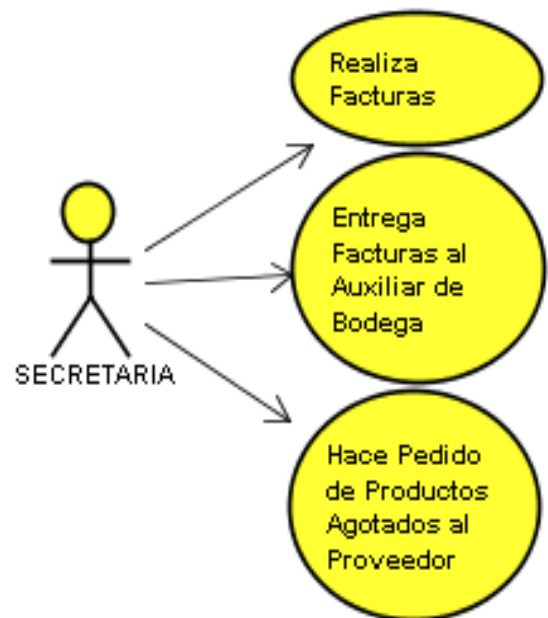 Realiza
Facturas
Entrega
Facturas al
Auxiliar de
Bodega
SECRETARIA
Hace Pedido
de Productos
Agotados al
Proveedor